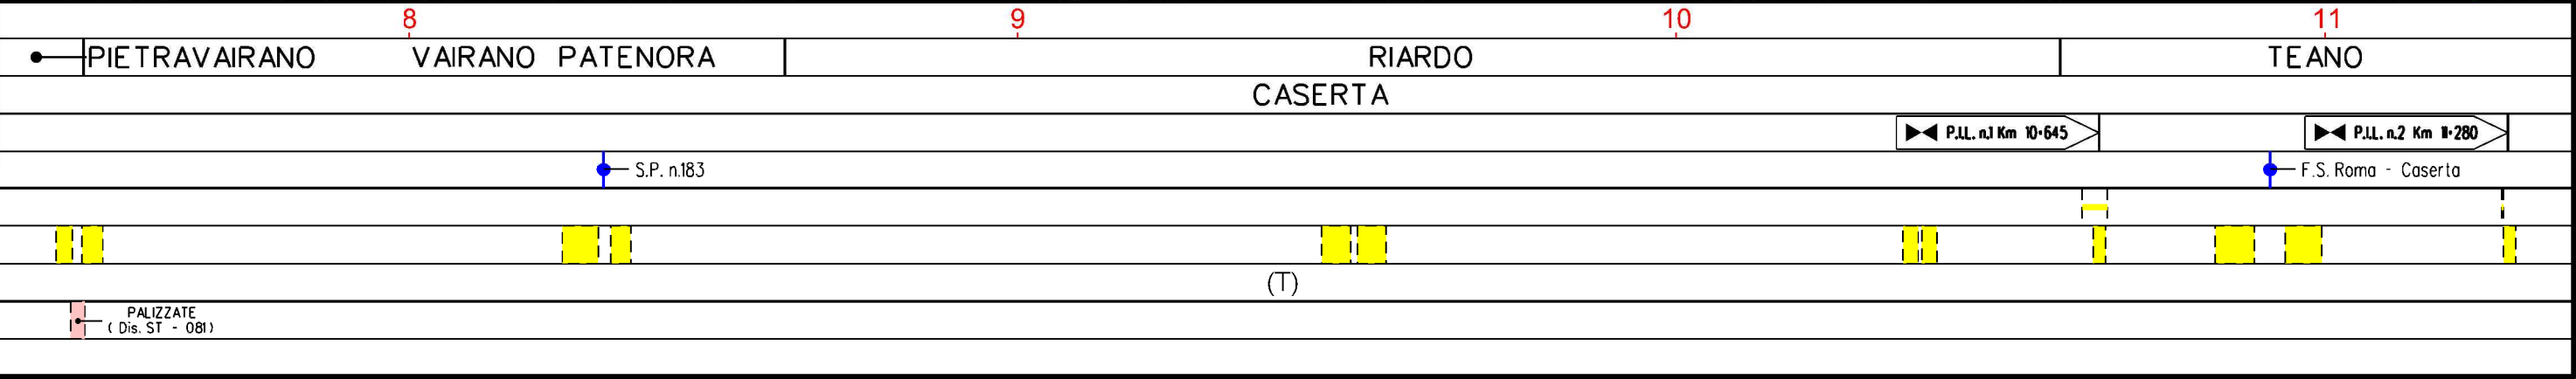 8 9 10 11
PIETRAVAIRANO VAIRANO PATENORA RIARDO TEANO
CASERTA
P.I.L. n.1 Km 10+645 P.I.L. n.2 Km 11+280
S.P. n.183 F.S. Roma - Caserta
(T)
PALIZZATE
( Dis. ST - 081 )